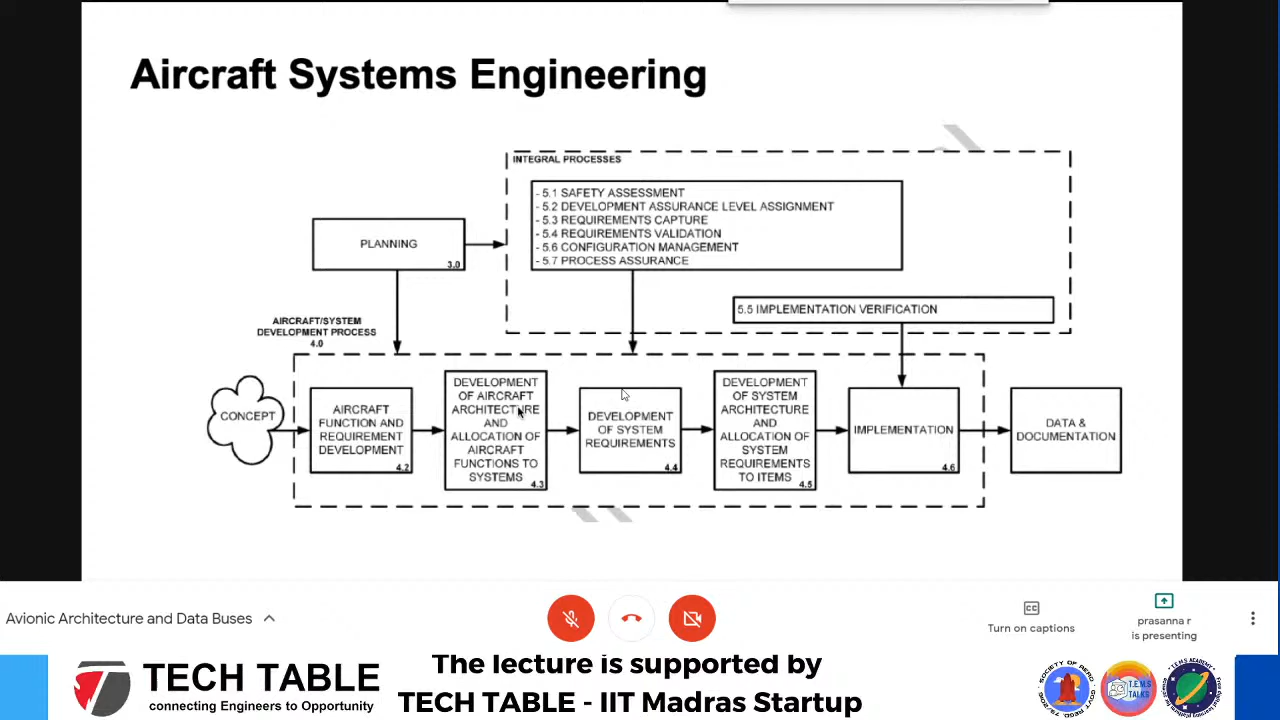 Aircraft Systems Engineering
INTEGRAL PROCESSES
- 5.1 SAFETY ASSESSMENT
- 5.2 DEVELOPMENT ASSURANCE LEVEL ASSIGNMENT
- 5.3 REQUIREMENTS CAPTURE
- 5.4 REQUIREMENTS VALIDATION
- 5.6 CONFIGURATION MANAGEMENT
- 5.7 PROCESS ASSURANCE
PLANNING
3.0
5.5 IMPLEMENTATION VERIFICATION
AIRCRAFT/SYSTEM
DEVELOPMENT PROCESS
4.0
CONCEPT
AIRCRAFT
FUNCTION AND
REQUIREMENT
DEVELOPMENT
4.2
DEVELOPMENT
OF AIRCRAFT
ARCHITECTURE
AND
ALLOCATION OF
AIRCRAFT
FUNCTIONS TO
SYSTEMS
4.3
DEVELOPMENT
OF SYSTEM
REQUIREMENTS
4.4
DEVELOPMENT
OF SYSTEM
ARCHITECTURE
AND
ALLOCATION OF
SYSTEM
REQUIREMENTS
TO ITEMS
4.5
IMPLEMENTATION
4.6
DATA &
DOCUMENTATION
Avionic Architecture and Data Buses
CC
Turn on captions
prasanna r
is presenting
TECH TABLE
connecting Engineers to Opportunity
The lecture is supported by
TECH TABLE - IIT Madras Startup
T.E.M.S
TALKS
T.E.M.S ACADEMY